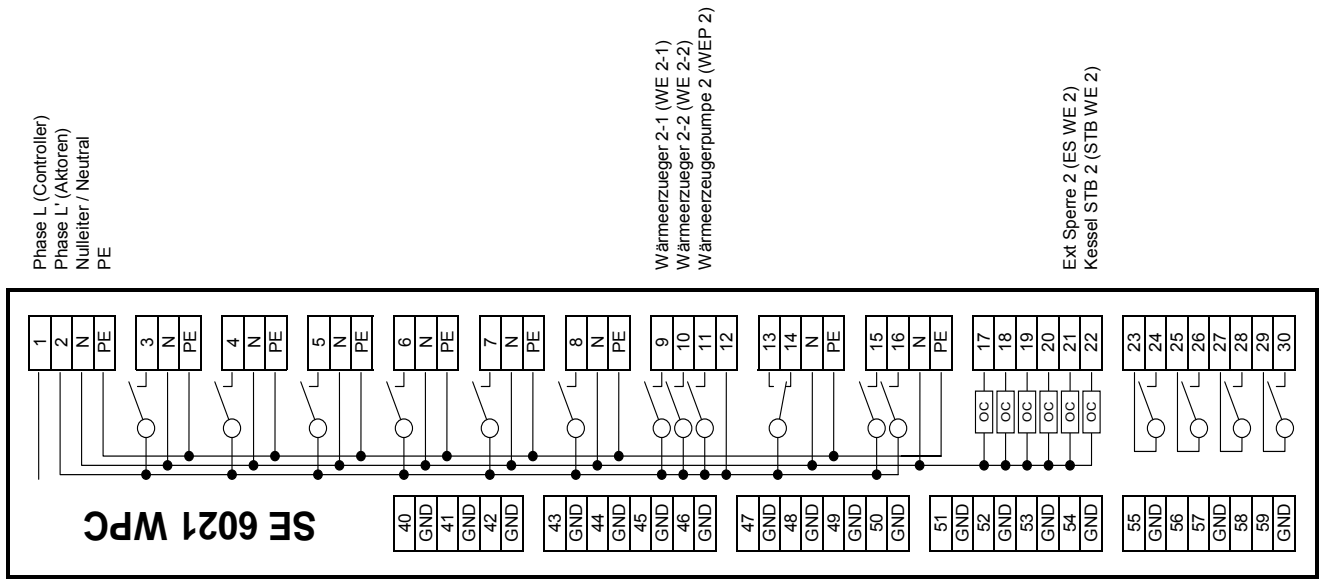 Phase L (Controller)
Phase L' (Aktoren)
Nulleiter / Neutral
PE
Wärmeerzueger 2-1 (WE 2-1)
Wärmeerzueger 2-2 (WE 2-2)
Wärmeerzeugerpumpe 2 (WEP 2)
Ext Sperre 2 (ES WE 2)
Kessel STB 2 (STB WE 2)
1
2
N
PE
3
N
PE
4
N
PE
5
N
PE
6
N
PE
7
N
PE
8
N
PE
9
10
11
12
13
14
N
PE
15
16
N
PE
17
18
19
20
21
22
23
24
25
26
27
28
29
30
OC
OC
OC
OC
OC
OC
SE 6021 WPC
40
GND
41
GND
42
GND
43
GND
44
GND
45
GND
46
GND
47
GND
48
GND
49
GND
50
GND
51
GND
52
GND
53
GND
54
GND
55
GND
56
GND
57
GND
58
GND
59
GND